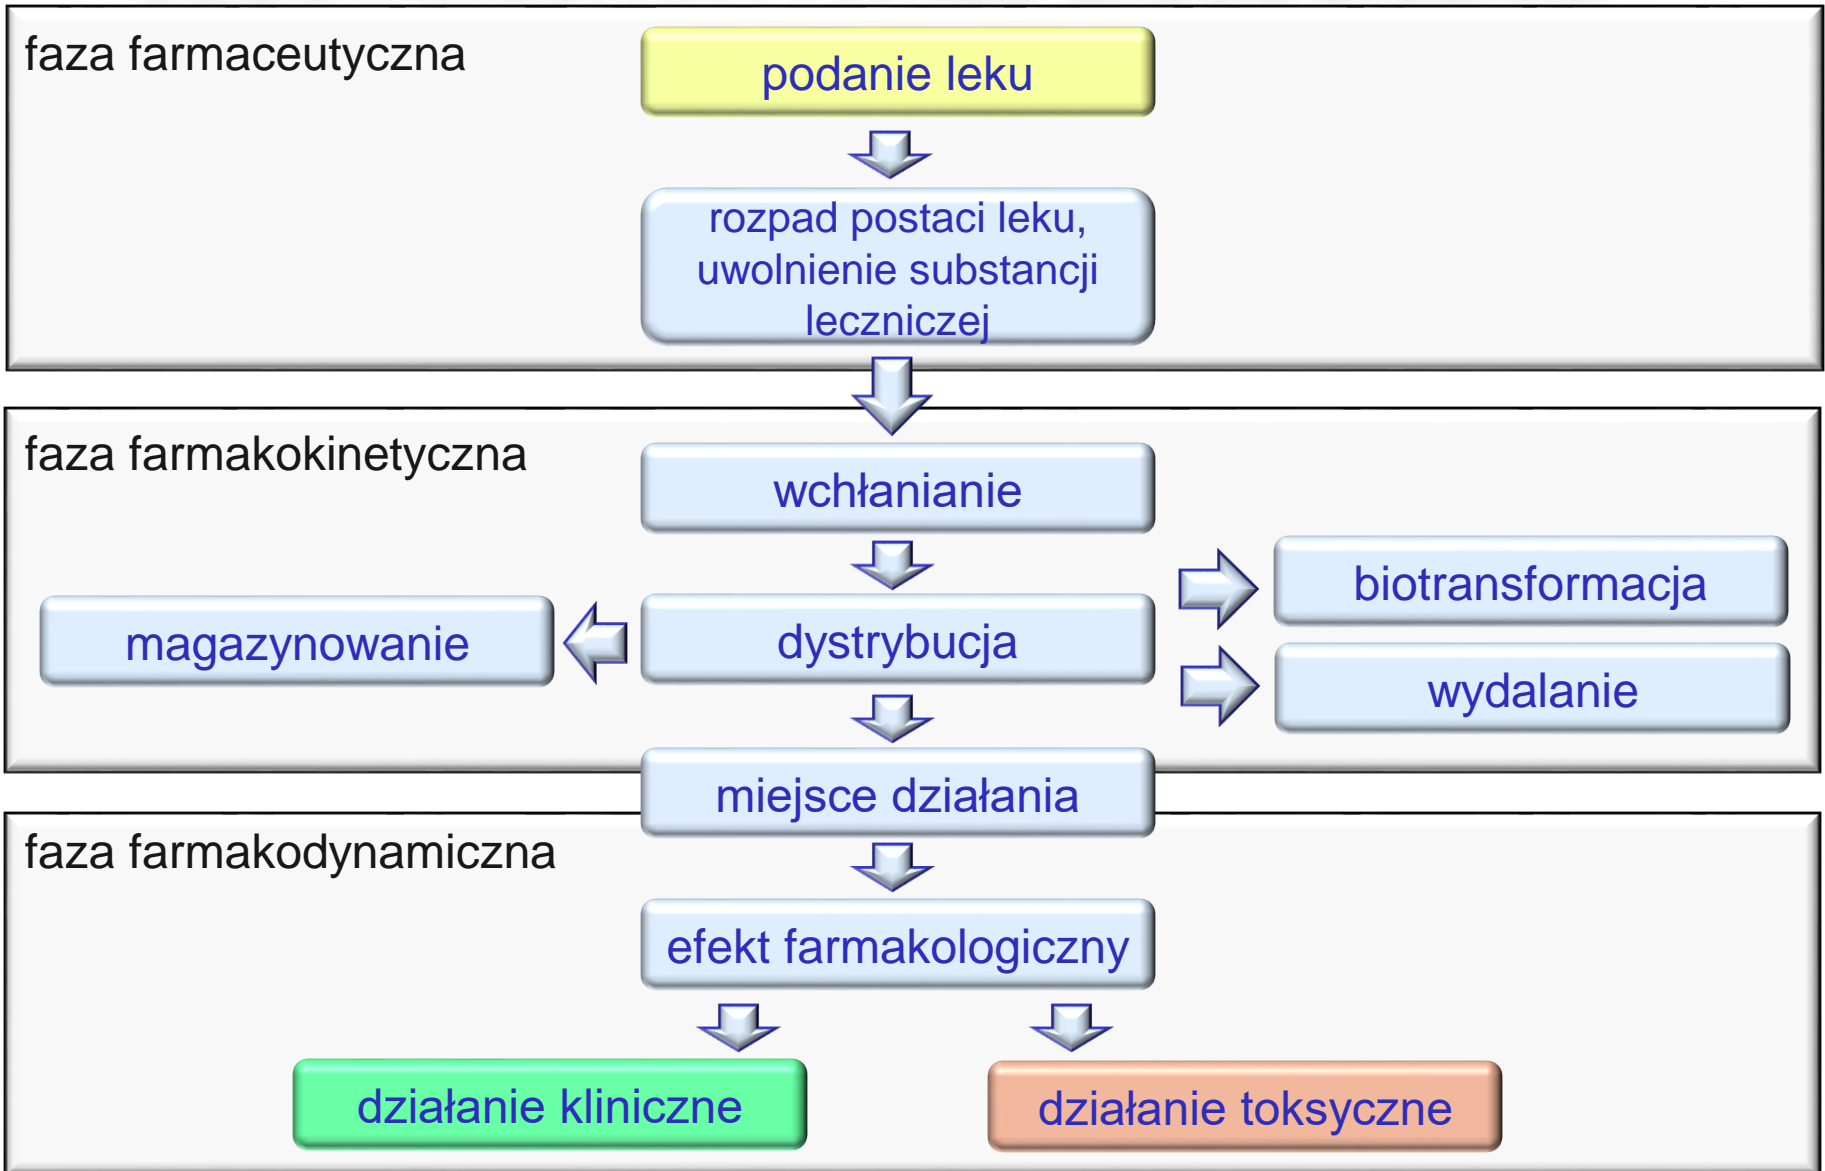 faza farmaceutyczna
podanie leku
rozpad postaci leku,
uwolnienie substancji
leczniczej
faza farmakokinetyczna
wchłanianie
biotransformacja
magazynowanie
dystrybucja
wydalanie
miejsce działania
faza farmakodynamiczna
efekt farmakologiczny
działanie kliniczne
działanie toksyczne